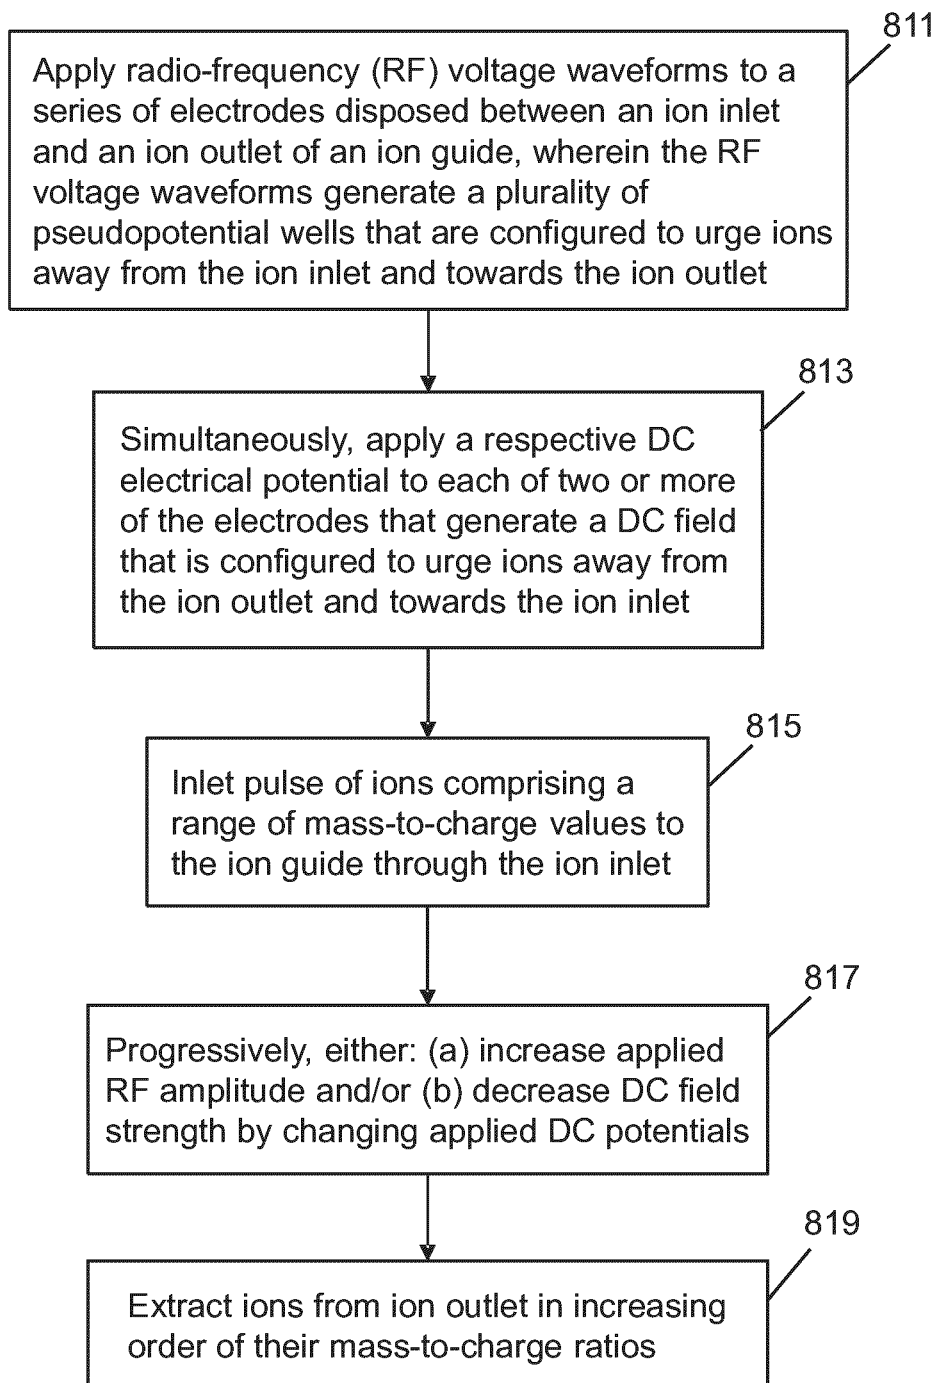 811
Apply radio-frequency (RF) voltage waveforms to a
series of electrodes disposed between an ion inlet
and an ion outlet of an ion guide, wherein the RF
voltage waveforms generate a plurality of
pseudopotential wells that are configured to urge ions
away from the ion inlet and towards the ion outlet
813
Simultaneously, apply a respective DC
electrical potential to each of two or more
of the electrodes that generate a DC field
that is configured to urge ions away from
the ion outlet and towards the ion inlet
815
Inlet pulse of ions comprising a
range of mass-to-charge values to
the ion guide through the ion inlet
817
Progressively, either: (a) increase applied
RF amplitude and/or (b) decrease DC field
strength by changing applied DC potentials
819
Extract ions from ion outlet in increasing
order of their mass-to-charge ratios